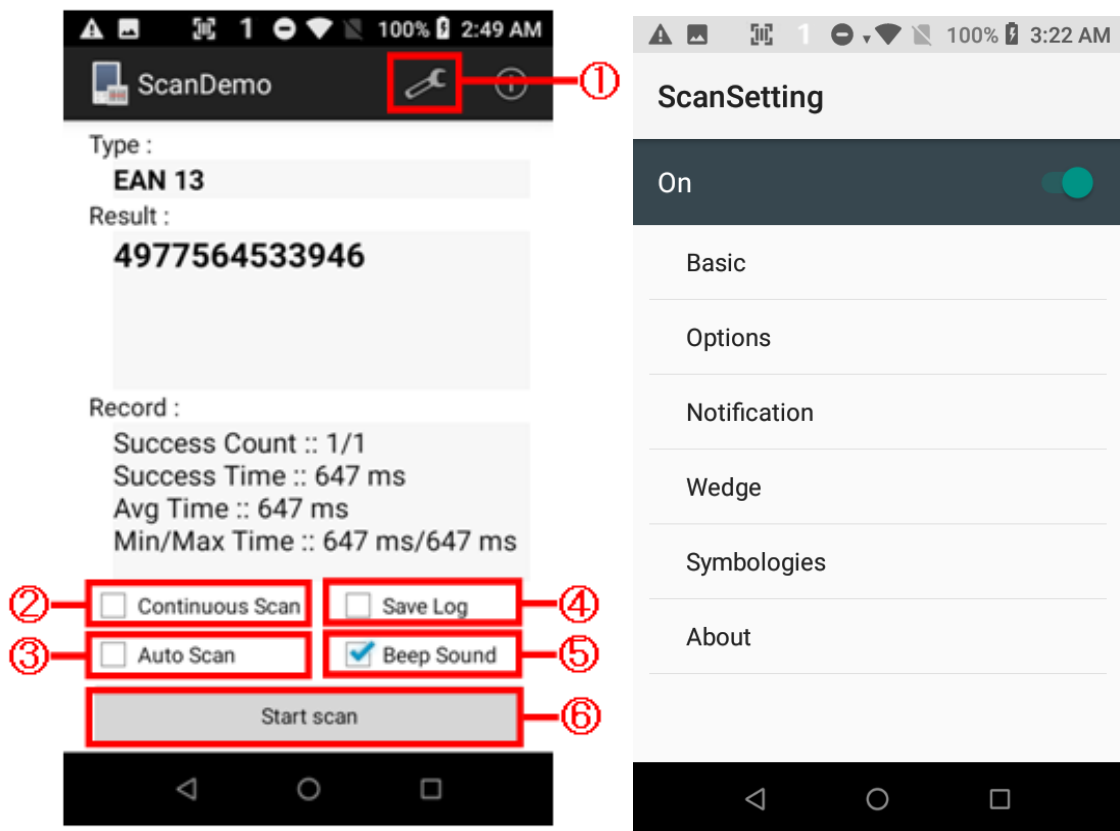 1 100% 2:49 AM
ScanDemo
①
Type :
EAN 13
Result :
4977564533946
Record :
Success Count :: 1/1
Success Time :: 647 ms
Avg Time :: 647 ms
Min/Max Time :: 647 ms/647 ms
② Continuous Scan Save Log ④
③ Auto Scan Beep Sound ⑤
Start scan ⑥
1 100% 3:22 AM
ScanSetting
On
Basic
Options
Notification
Wedge
Symbologies
About